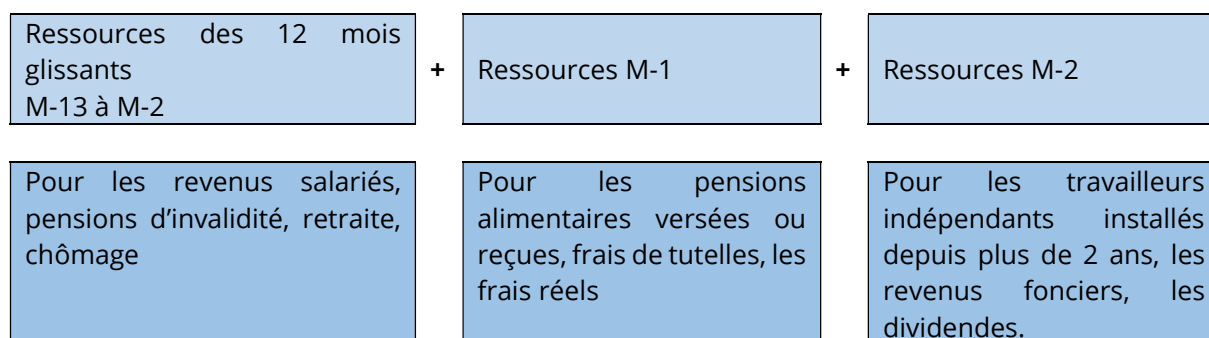 Ressources des 12 mois
glissants
M-13 à M-2
+
Ressources M-1
+
Ressources M-2
Pour les revenus salariés,
pensions d’invalidité, retraite,
chômage
Pour les pensions
alimentaires versées ou
reçues, frais de tutelles, les
frais réels
Pour les travailleurs
indépendants installés
depuis plus de 2 ans, les
revenus fonciers, les
dividendes.